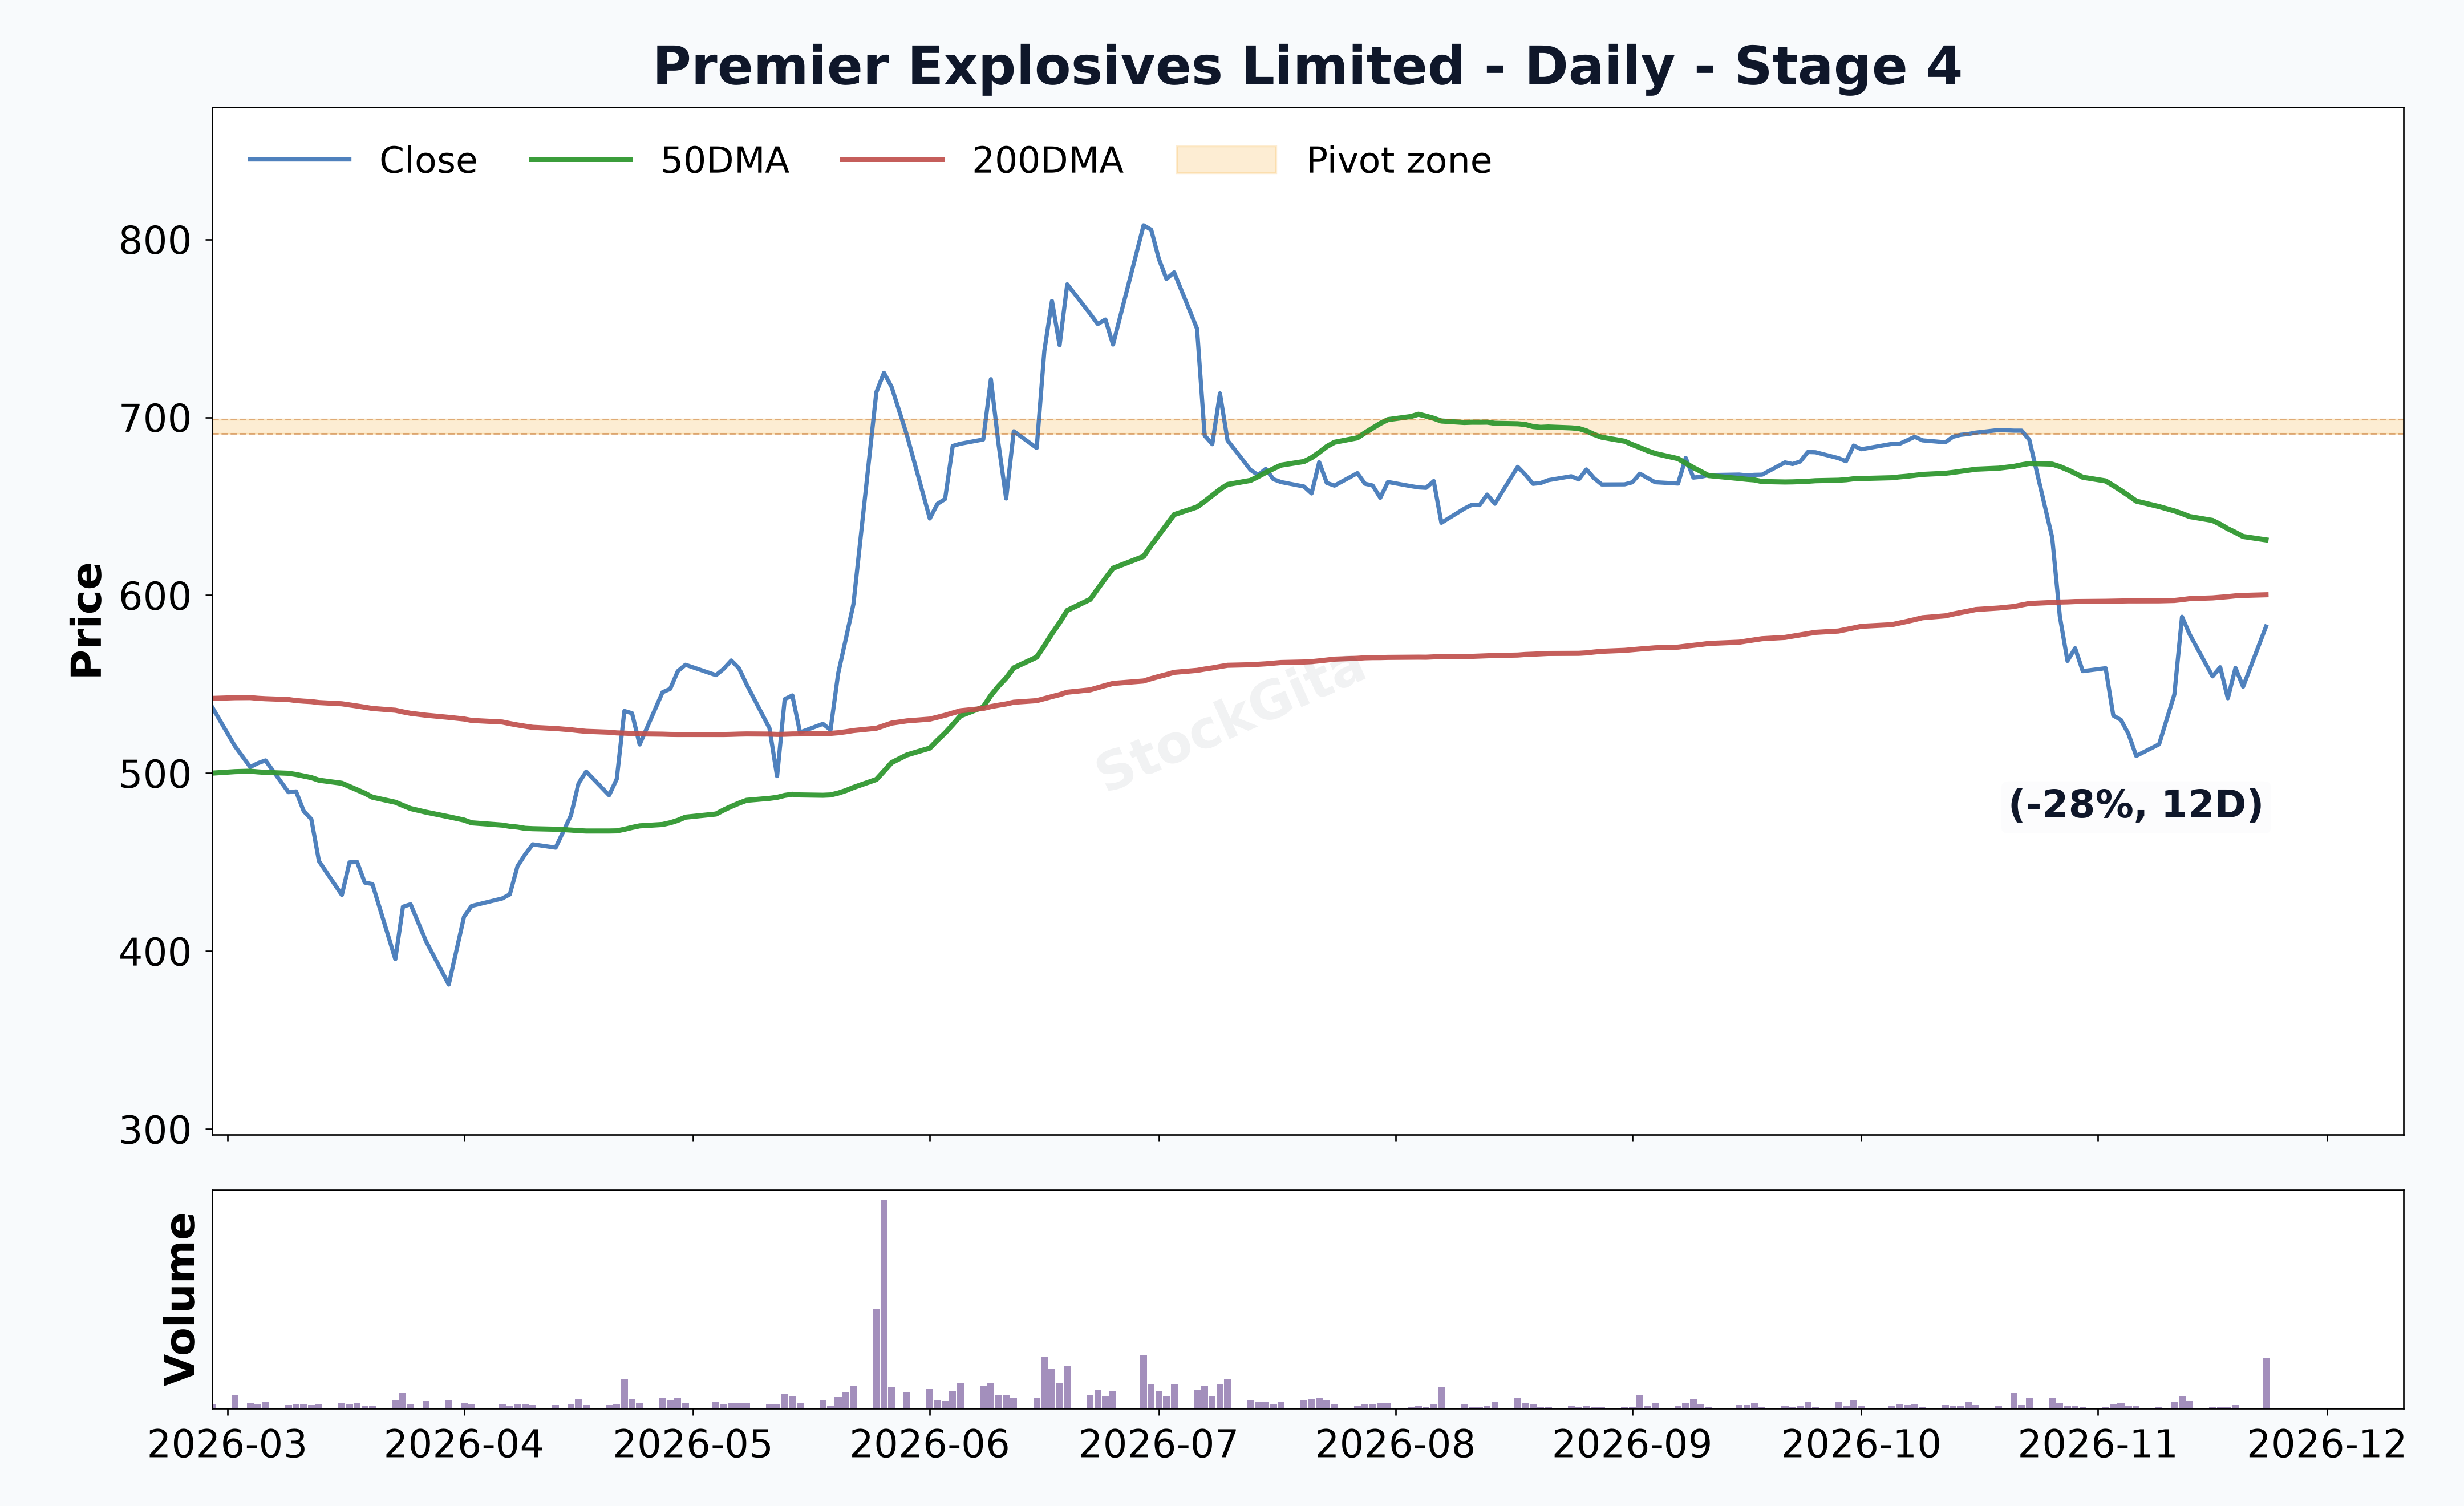 Premier Explosives Limited - Daily - Stage 4
Close 50DMA 200DMA Pivot zone
800
700
600
500
400
300
Price
StockGita
(-28%, 12D)
Volume
2026-03 2026-04 2026-05 2026-06 2026-07 2026-08 2026-09 2026-10 2026-11 2026-12